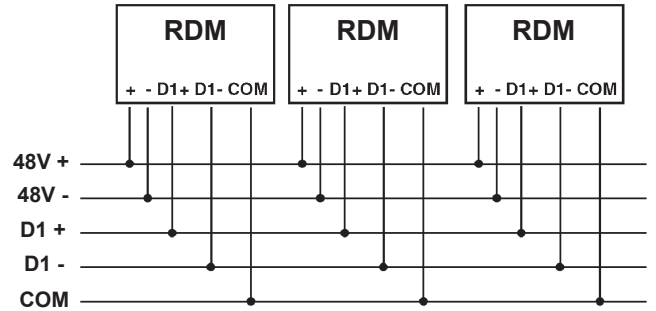 RDM RDM RDM
+ - D1+ D1- COM + - D1+ D1- COM + - D1+ D1- COM
48V +
48V -
D1 +
D1 -
COM